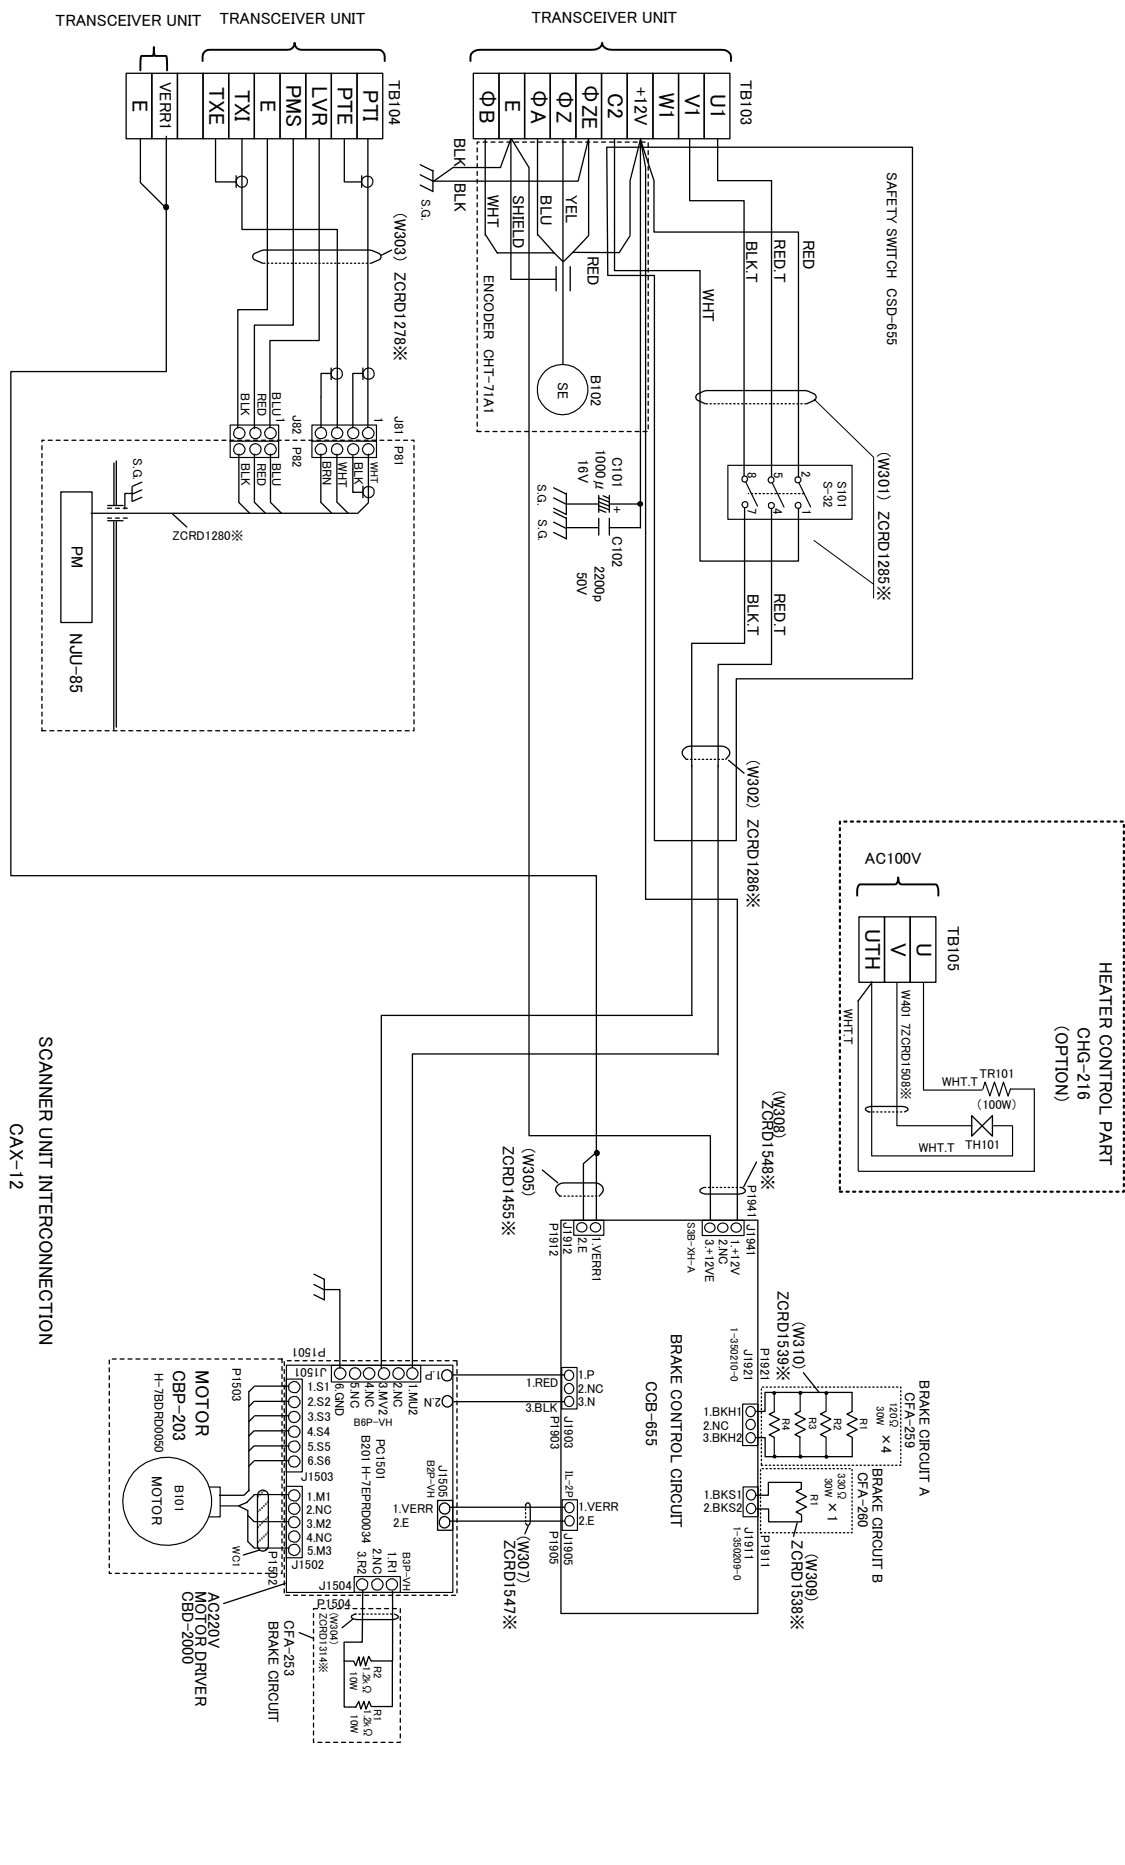 TRANSCEIVER UNIT
TRANSCEIVER UNIT
TRANSCEIVER UNIT
TB103
U1
V1
W1
+12V
C2
ΦZE
ΦZ
ΦA
E
ΦB
TB104
PTI
PTE
LVR
PMS
E
TXI
TXE
VERR1
E
BLK
BLK
S.G.
WHT
SHIELD
BLU
YEL
RED
ENCODER CHT-71A1
B102
SE
SAFETY SWITCH CSD-655
RED
RED.T
BLK.T
WHT
(W301) ZCRD1285※
S101
S-32
2
5
8
1
4
7
RED.T
BLK.T
C101
1000μ
16V
+
C102
2200p
50V
S.G.
S.G.
(W303) ZCRD1278※
J81
P81
J82
P82
1
1
BLU
RED
BLK
BLU
RED
BLK
WHT
BLK
WHT
BRN
S.G.
ZCRD1280※
PM
NJU-85
(W302) ZCRD1286※
HEATER CONTROL PART
CHG-216
(OPTION)
AC100V
TB105
U
V
UTH
WHT.T
W401 7ZCRD1508※
WHT.T
TR101
(100W)
WHT.T
TH101
(W308)
ZCRD1548※
(W305)
ZCRD1455※
P1941
J1941
1.+12V
2.NC
3.+12VE
S3B-XH-A
J1912
P1912
1.VERR1
2.E
BRAKE CONTROL CIRCUIT
CCB-655
(W310)
ZCRD1539※
P1921
J1921
1-350210-0
1.BKH1
2.NC
3.BKH2
BRAKE CIRCUIT A
CFA-259
120Ω
30W
×4
R1
R2
R3
R4
BRAKE CIRCUIT B
CFA-260
330Ω
30W
×1
R1
1.BKS1
2.BKS2
P1911
J1911
1-350209-0
(W309)
ZCRD1538※
1.P
2.NC
3.N
J1903
P1903
1.RED
3.BLK
IL-2P
1.VERR
2.E
J1905
P1905
(W307)
ZCRD1547※
P1501
J1501
1.MU2
2.NC
3.MV2
4.NC
5.NC
6.GND
B6P-VH
1.P
2.N
PC1501
B201 H-7EPRD0034
J1505
B2P-VH
1.VERR
2.E
1.S1
2.S2
3.S3
4.S4
5.S5
6.S6
J1503
P1503
1.M1
2.NC
3.M2
4.NC
5.M3
J1502
P1502
WC1
B3P-VH
1.R1
2.NC
3.R2
J1504
P1504
MOTOR
CBP-203
H-7BDRD0050
B101
MOTOR
AC220V
MOTOR DRIVER
CBD-2000
CFA-253
BRAKE CIRCUIT
(W304)
ZCRD1314※
R2
1.2kΩ
10W
R1
1.2kΩ
10W
SCANNER UNIT INTERCONNECTION
CAX-12